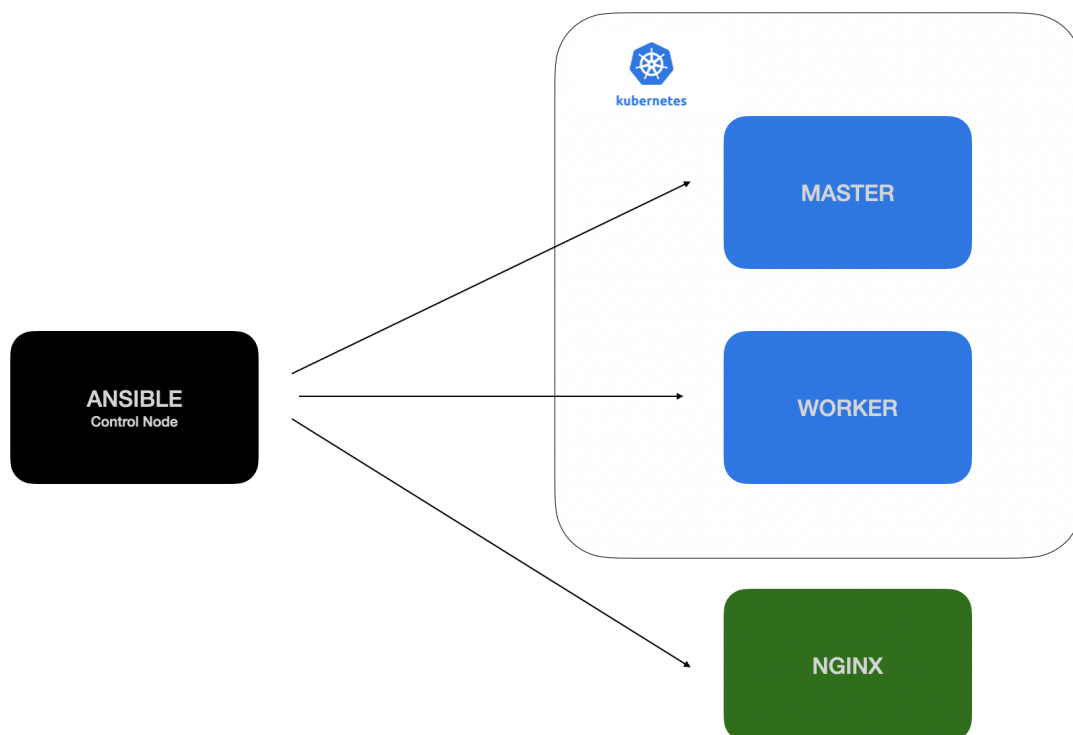 kubernetes
MASTER
ANSIBLE
Control Node
WORKER
NGINX